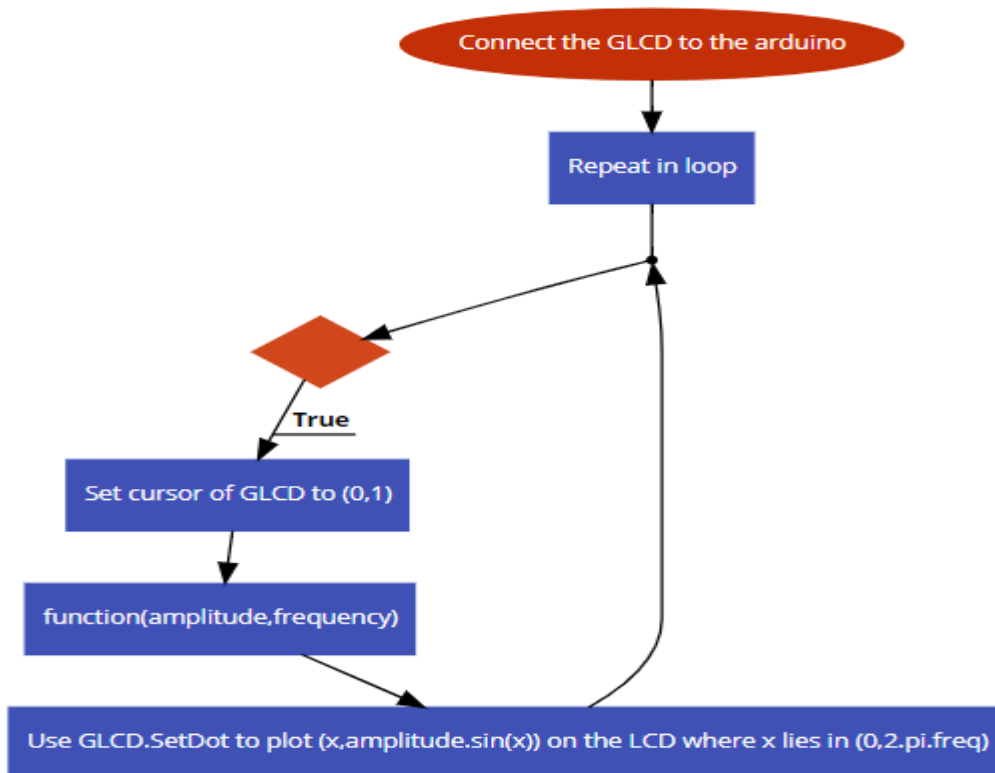 Connect the GLCD to the arduino
Repeat in loop
True
Set cursor of GLCD to (0,1)
function(amplitude,frequency)
Use GLCD.SetDot to plot (x,amplitude.sin(x)) on the LCD where x lies in (0,2.pi.freq)